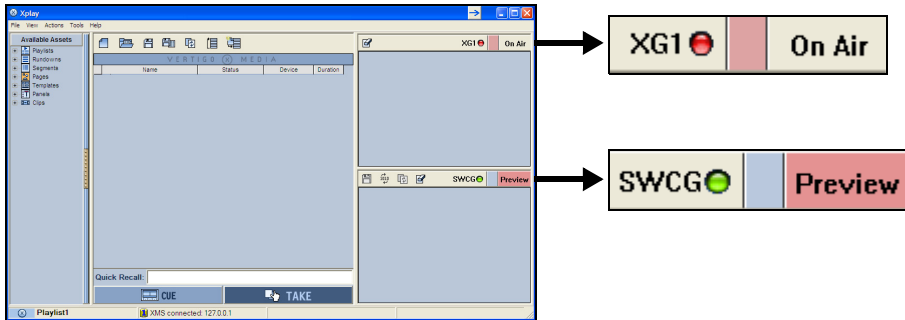 Xplay
File View Actions Tools Help
Available Assets
Playlists
Rundowns
Segments
Pages
Templates
Panels
Clips
VERTIGO X MEDIA
Name Status Device Duration
Quick Recall:
CUE TAKE
XG1 On Air
SWCG Preview
Playlist1 XMS connected: 127.0.0.1
XG1 On Air
SWCG Preview